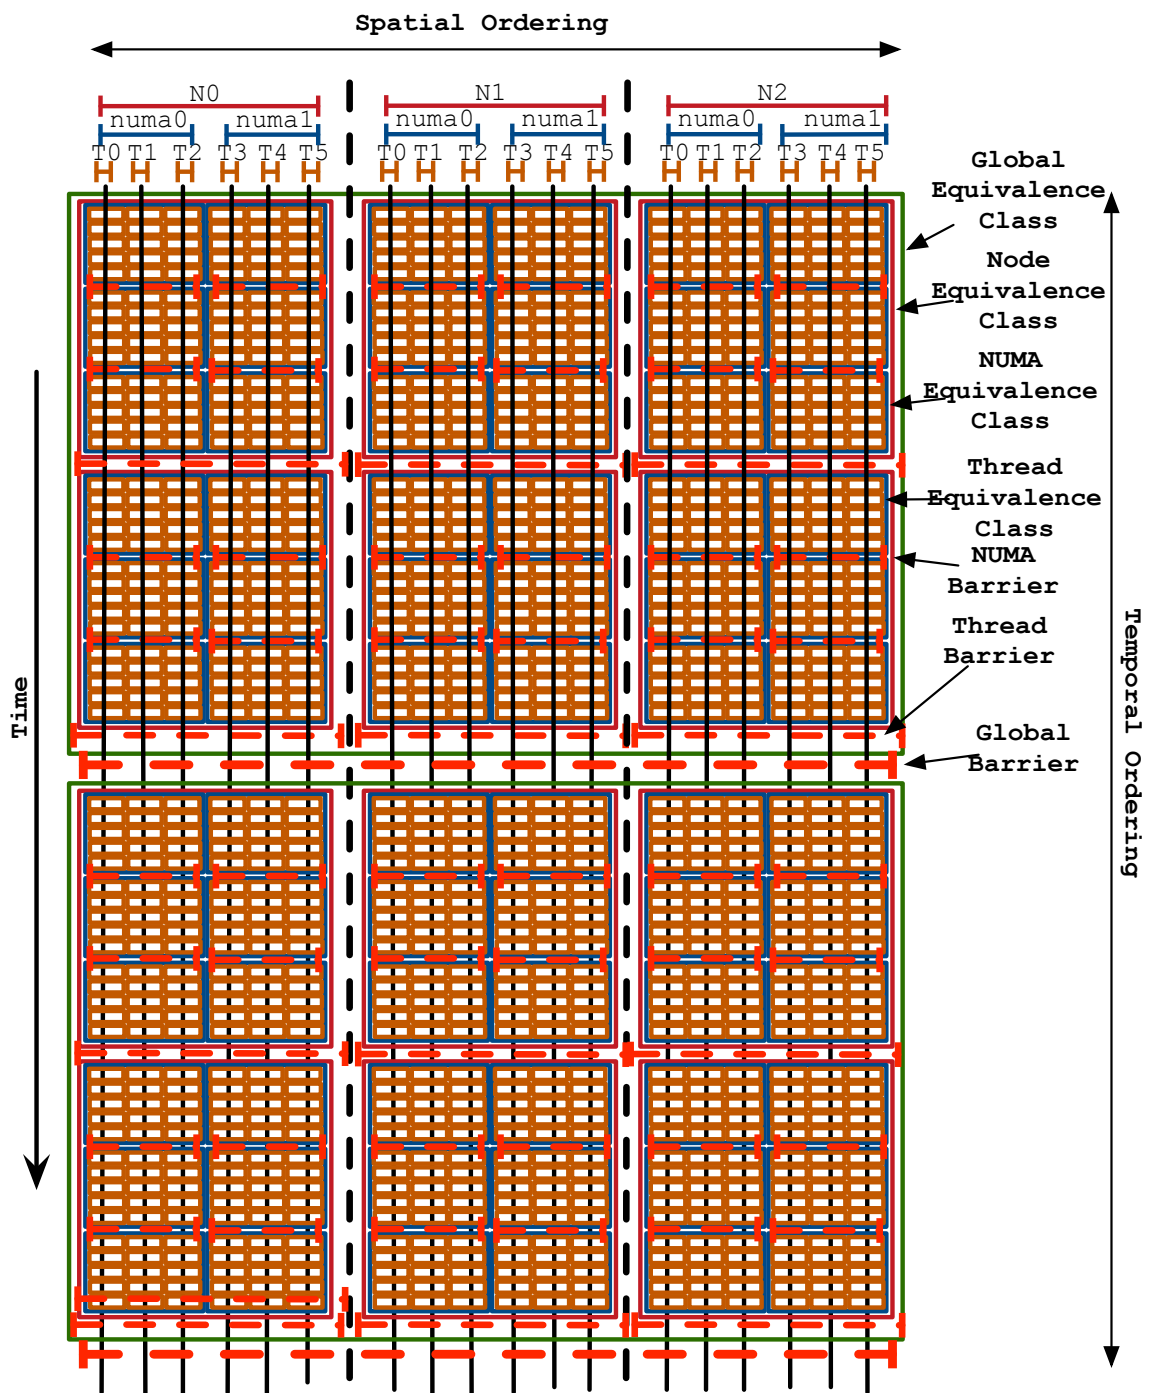 Spatial Ordering
N0
N1
N2
numa0
numa1
numa0
numa1
numa0
numa1
T0
T1
T2
T3
T4
T5
T0
T1
T2
T3
T4
T5
T0
T1
T2
T3
T4
T5
Global
Equivalence
Class
Node
Equivalence
Class
NUMA
Equivalence
Class
Thread
Equivalence
Class
NUMA
Barrier
Thread
Barrier
Global
Barrier
Time
Temporal Ordering